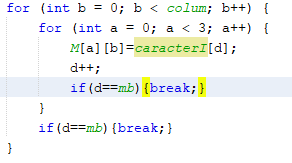 for (int b = 0; b < colum; b++) {
for (int a = 0; a < 3; a++) {
M[a][b]=caracterI[d];
d++;
if(d==mb){break;}
}
if(d==mb){break;}
}